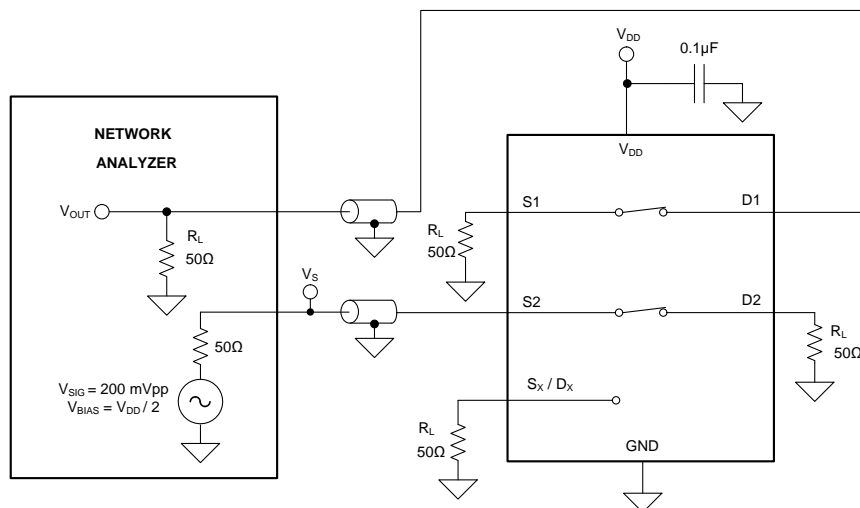 V_DD
0.1µF
NETWORK
ANALYZER
V_DD
V_OUT
S1
D1
R_L
50Ω
R_L
50Ω
V_S
S2
D2
50Ω
R_L
50Ω
V_SIG = 200 mVpp
V_BIAS = V_DD / 2
S_X / D_X
R_L
50Ω
GND